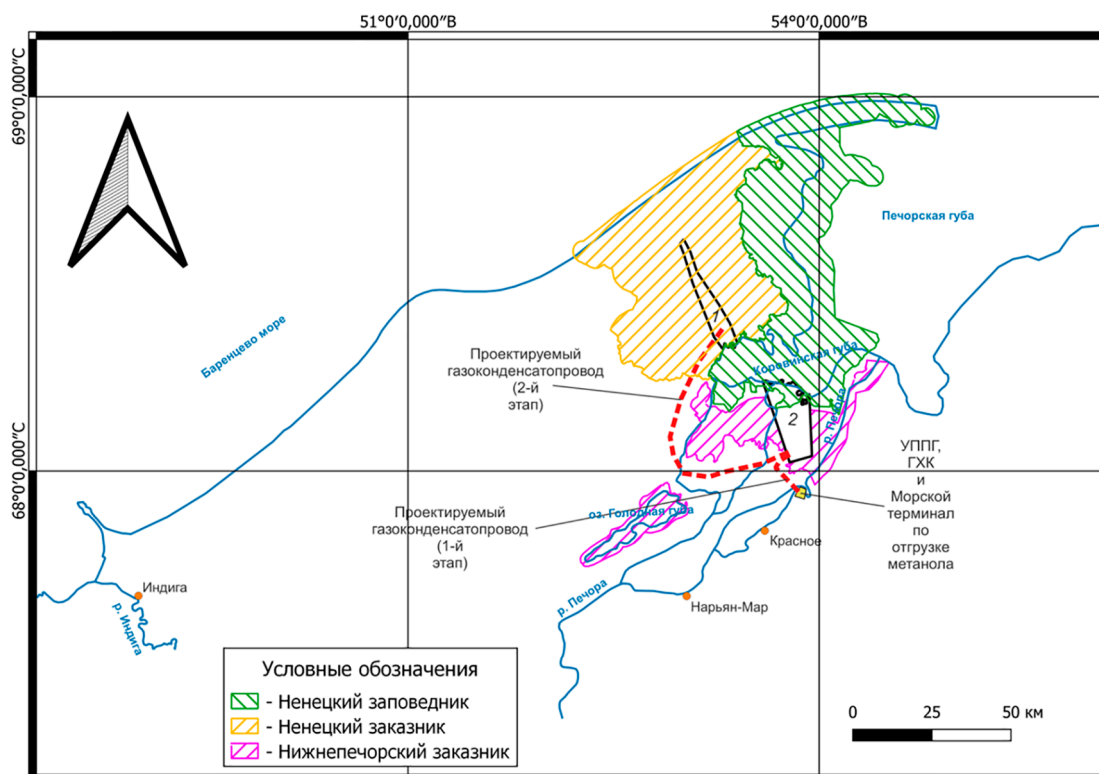 51°0′0,000″В
54°0′0,000″В
69°0′0,000″С
68°0′0,000″С
Печорская губа
Баренцево море
1
Проектируемый
газоконденсатопровод
(2-й
этап)
Коровинская губа
2
р. Печора
УППГ,
ГХК
и
Морской
терминал
по
отгрузке
метанола
Проектируемый
газоконденсатопровод
(1-й
этап)
оз. Голодная губа
Красное
Индига
р. Индига
р. Печора
Нарьян-Мар
Условные обозначения
- Ненецкий заповедник
- Ненецкий заказник
- Нижнепечорский заказник
0 25 50 км